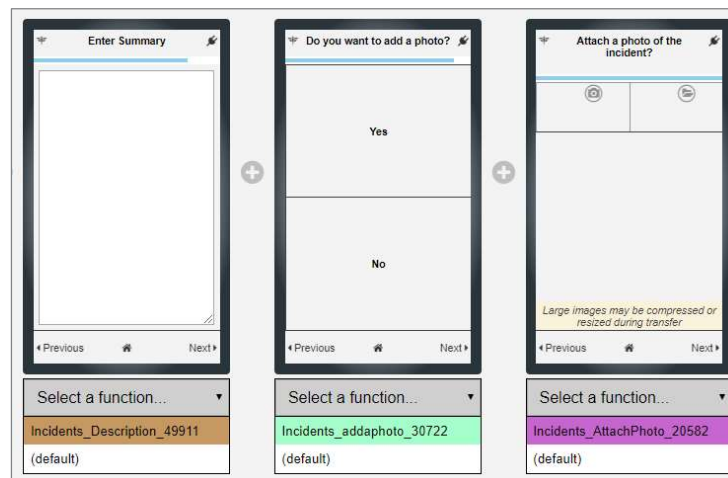 Enter Summary
Previous
Next
Select a function...
Incidents_Description_49911
(default)
Do you want to add a photo?
Yes
No
Previous
Next
Select a function...
Incidents_addaphoto_30722
(default)
Attach a photo of the
incident?
Large images may be compressed or
resized during transfer
Previous
Next
Select a function...
Incidents_AttachPhoto_20582
(default)